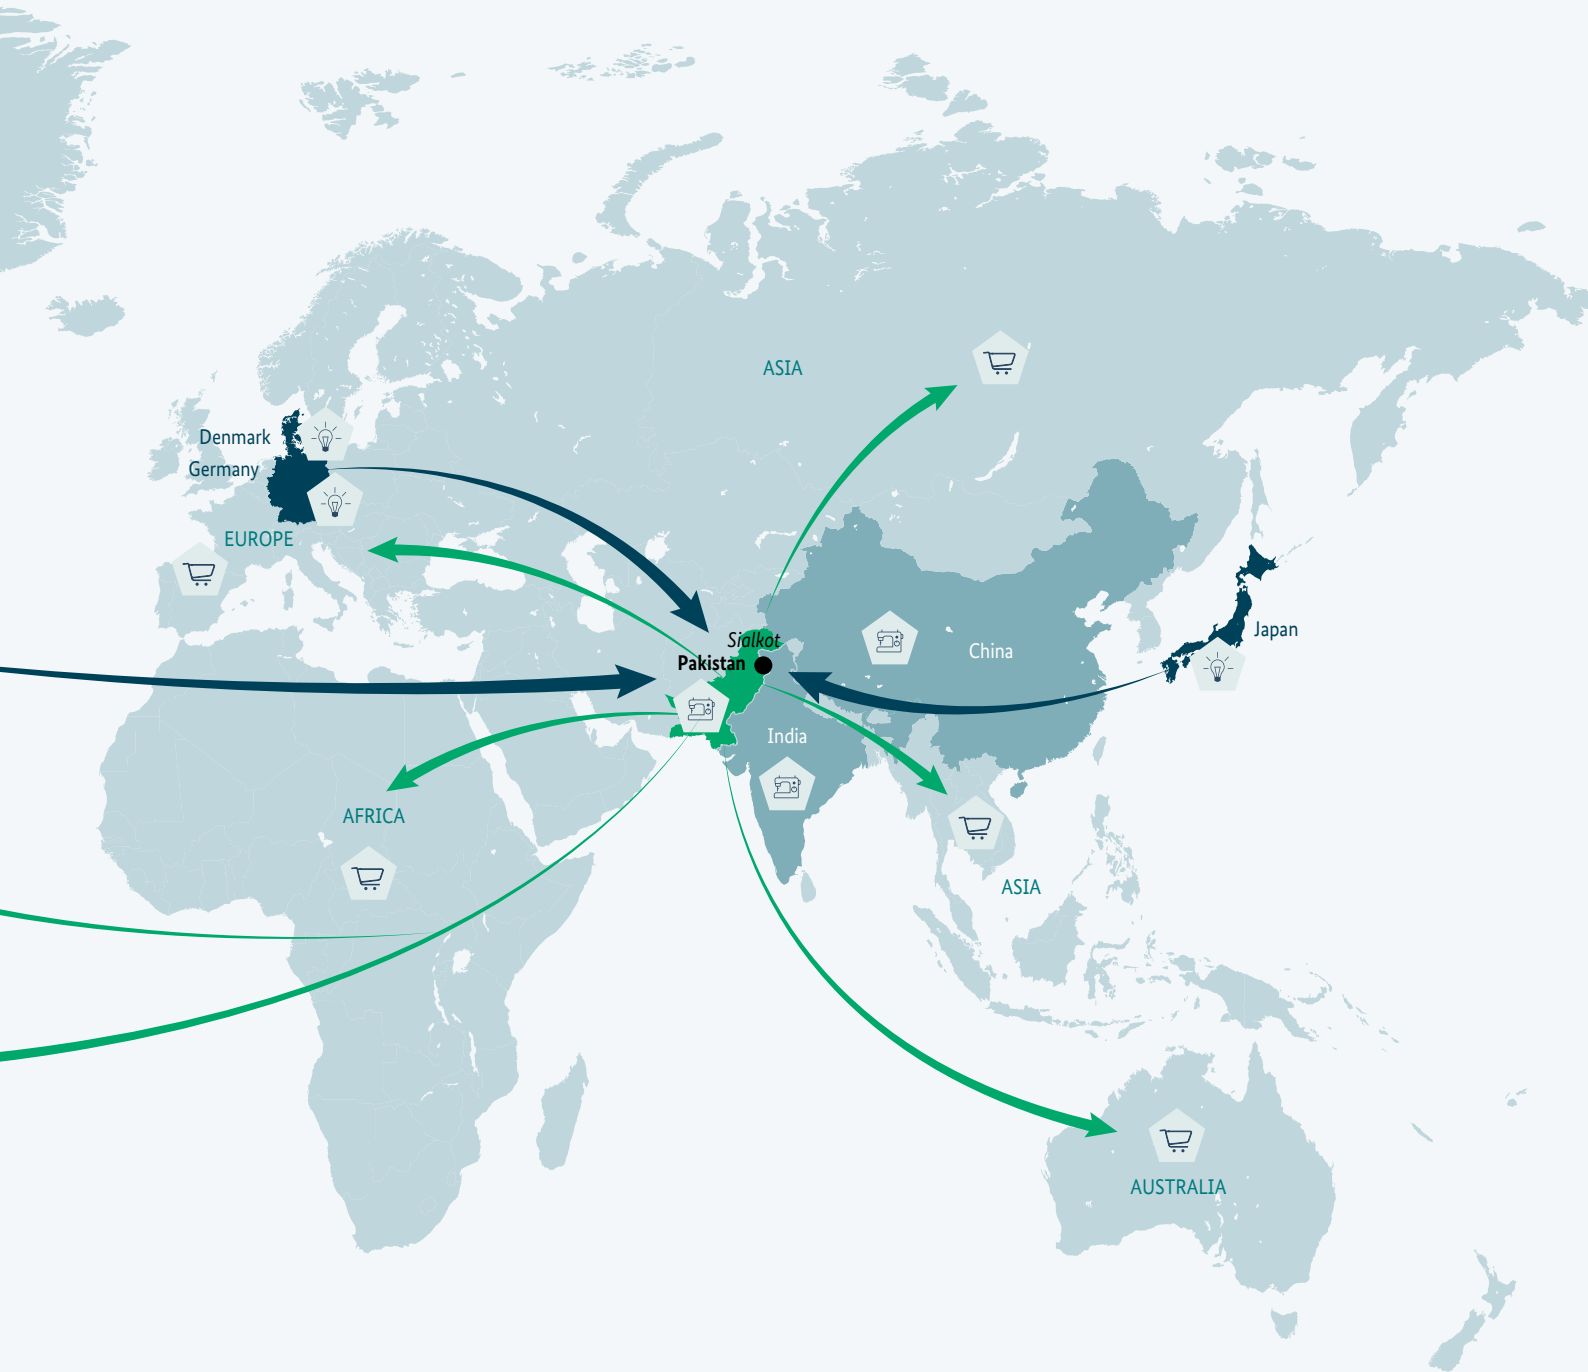 ASIA
Denmark
Germany
EUROPE
Japan
Sialkot
China
Pakistan
India
AFRICA
ASIA
AUSTRALIA